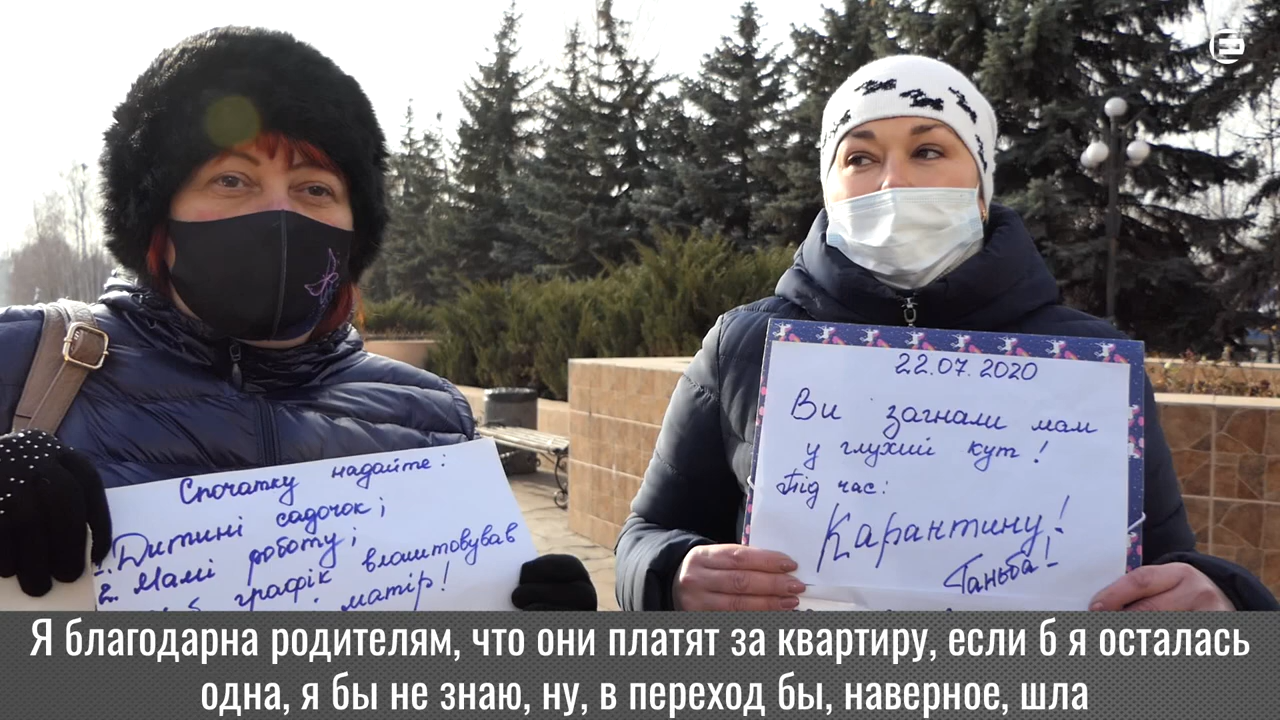 Спочатку надайте:
1. Дитині садочок;
2. Мамі роботу;
графік влаштовував
матір!
22.07.2020
Ви загнали мам
у глухий кут!
Під час:
Карантину!
Ганьба!
Я благодарна родителям, что они платят за квартиру, если б я осталась
одна, я бы не знаю, ну, в переход бы, наверное, шла